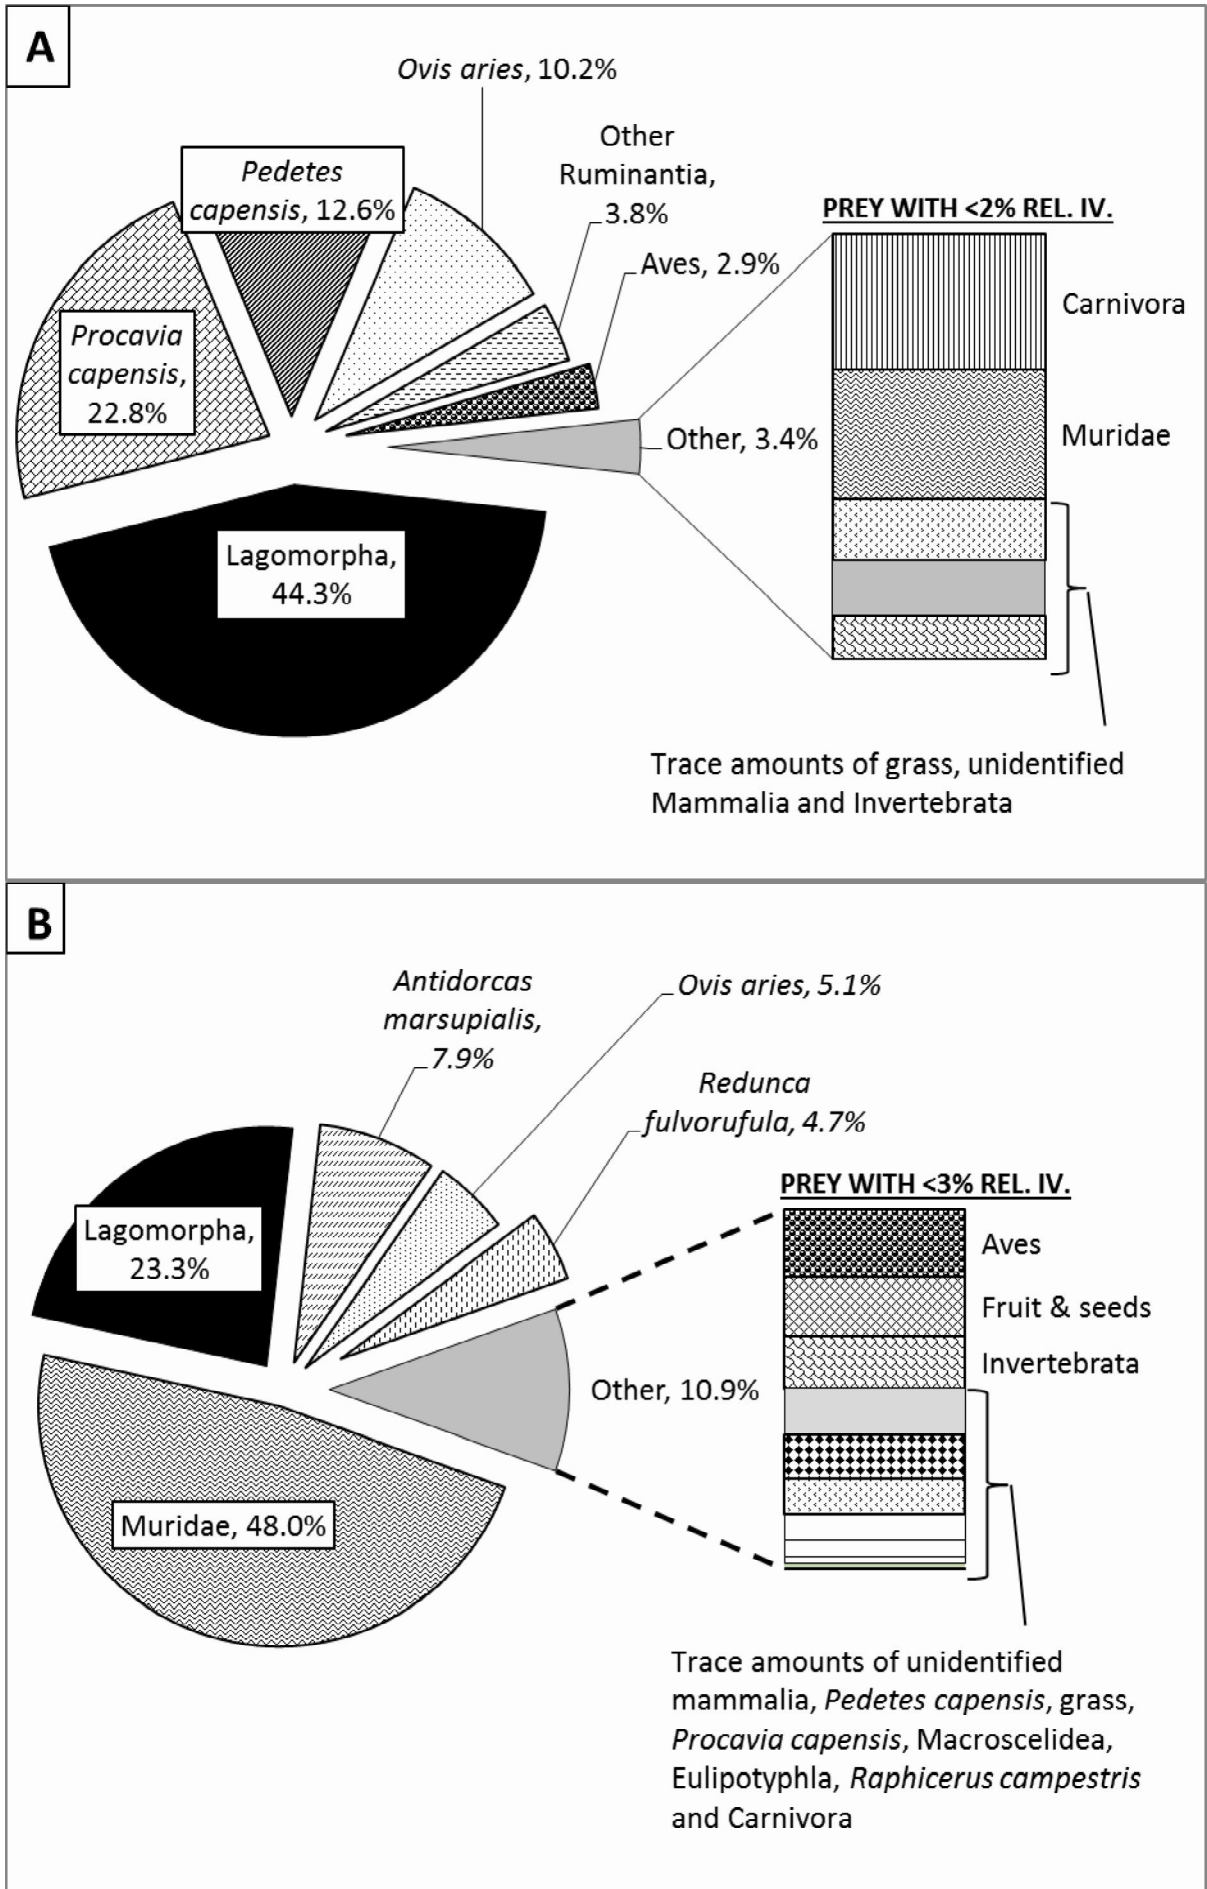 A
Ovis aries, 10.2%
Pedetes
capensis, 12.6%
Other
Ruminantia,
3.8%
PREY WITH <2% REL. IV.
Aves, 2.9%
Carnivora
Procavia
capensis,
22.8%
Muridae
Other, 3.4%
Lagomorpha,
44.3%
Trace amounts of grass, unidentified
Mammalia and Invertebrata
B
Antidorcas
marsupialis,
7.9%
Ovis aries, 5.1%
Redunca
fulvorufula, 4.7%
PREY WITH <3% REL. IV.
Lagomorpha,
23.3%
Aves
Fruit & seeds
Invertebrata
Other, 10.9%
Muridae, 48.0%
Trace amounts of unidentified
mammalia, Pedetes capensis, grass,
Procavia capensis, Macroscelidea,
Eulipotyphla, Raphicerus campestris
and Carnivora